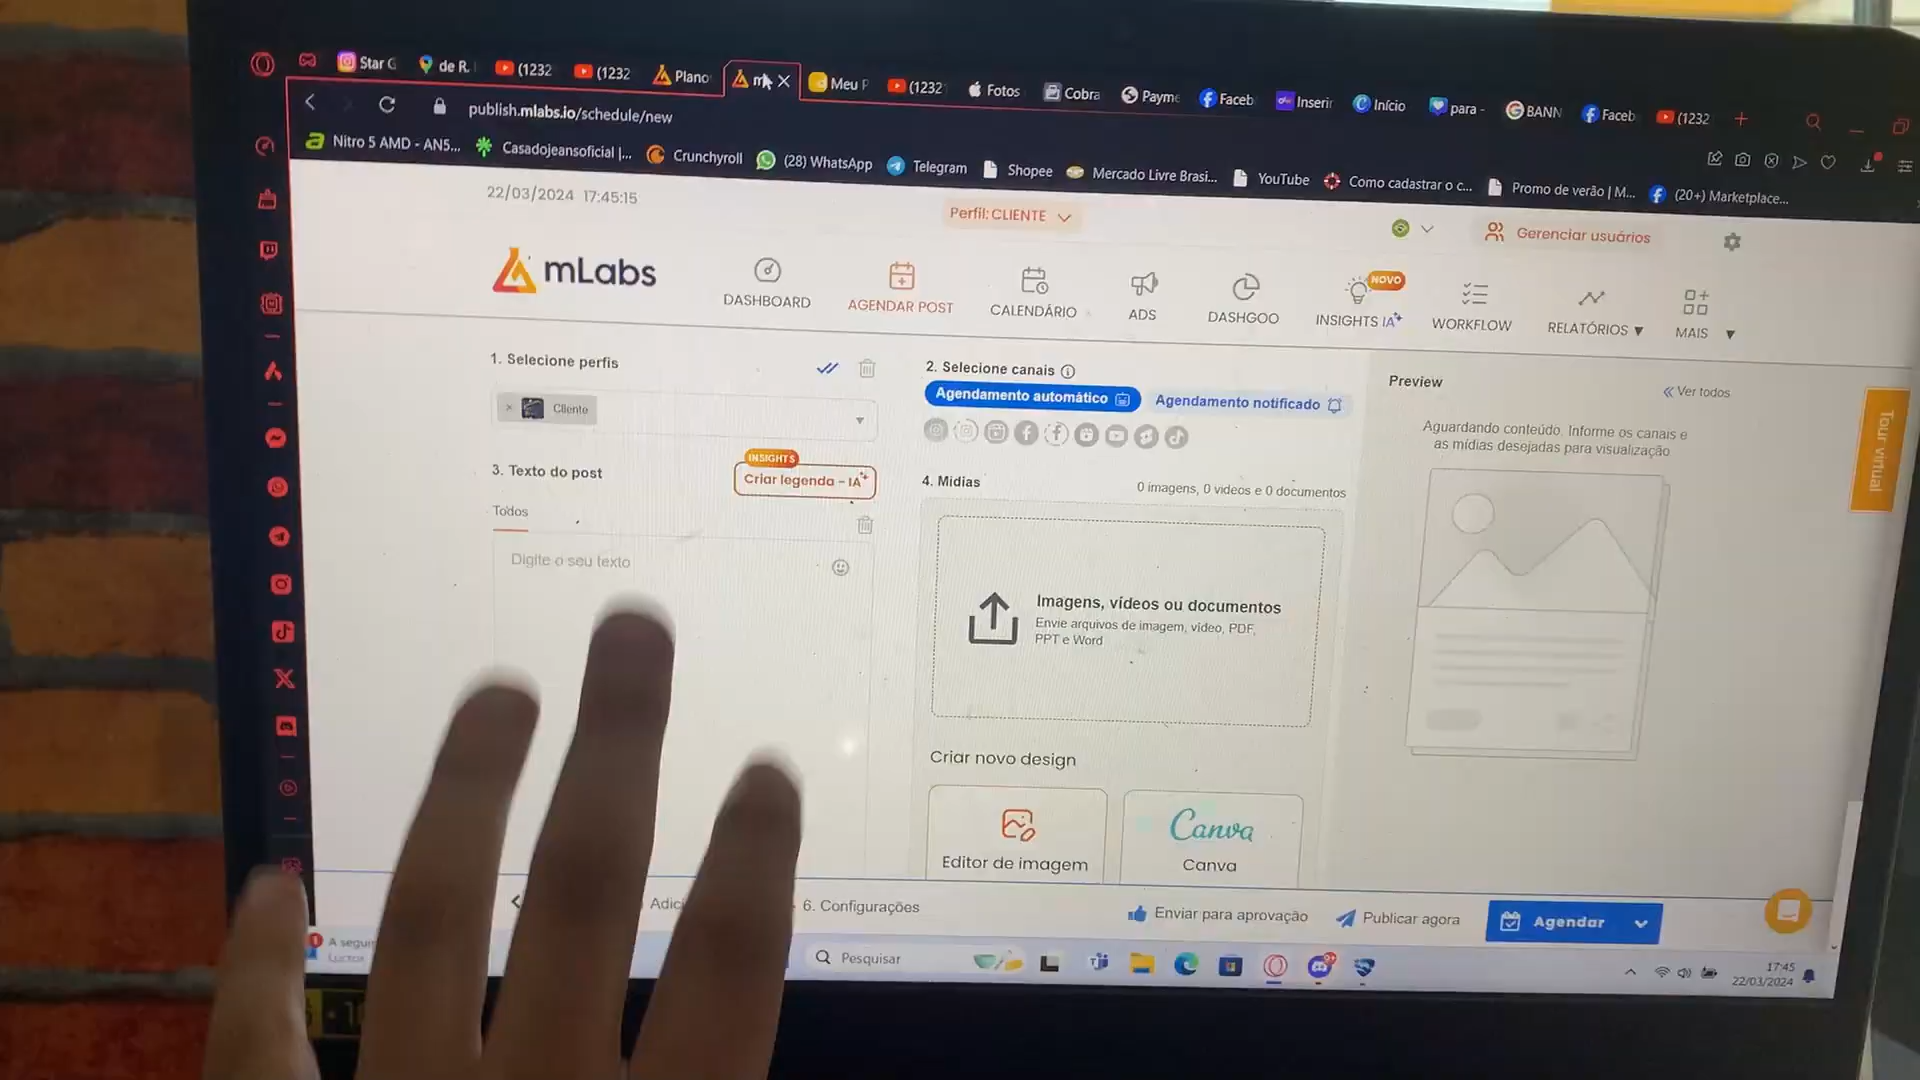 Star G
de R.
(1232
(1232
Plano
m
Meu P
(1232
Fotos
Cobra
Payme
Faceb
Inserir
Início
para -
BANN
Faceb
(1232
publish.mlabs.io/schedule/new
Nitro 5 AMD - AN5...
Casadojeansoficial |...
Crunchyroll
(28) WhatsApp
Telegram
Shopee
Mercado Livre Brasi...
YouTube
Como cadastrar o c...
Promo de verão | M...
(20+) Marketplace...
22/03/2024 17:45:15
Perfil: CLIENTE
Gerenciar usuários
mLabs
DASHBOARD
AGENDAR POST
CALENDÁRIO
ADS
DASHGOO
NOVO
INSIGHTS IA
WORKFLOW
RELATÓRIOS
MAIS
1. Selecione perfis
× Cliente
2. Selecione canais
Agendamento automático
Agendamento notificado
Preview
Ver todos
Aguardando conteúdo. Informe os canais e
as mídias desejadas para visualização
Tour virtual
3. Texto do post
INSIGHTS
Criar legenda - IA
Todos
Digite o seu texto
4. Mídias
0 imagens, 0 vídeos e 0 documentos
Imagens, vídeos ou documentos
Envie arquivos de imagem, vídeo, PDF,
PPT e Word
Criar novo design
Editor de imagem
Canva
Canva
Adici
6. Configurações
Enviar para aprovação
Publicar agora
Agendar
1
A seguir
Pesquisar
9+
17:45
22/03/2024